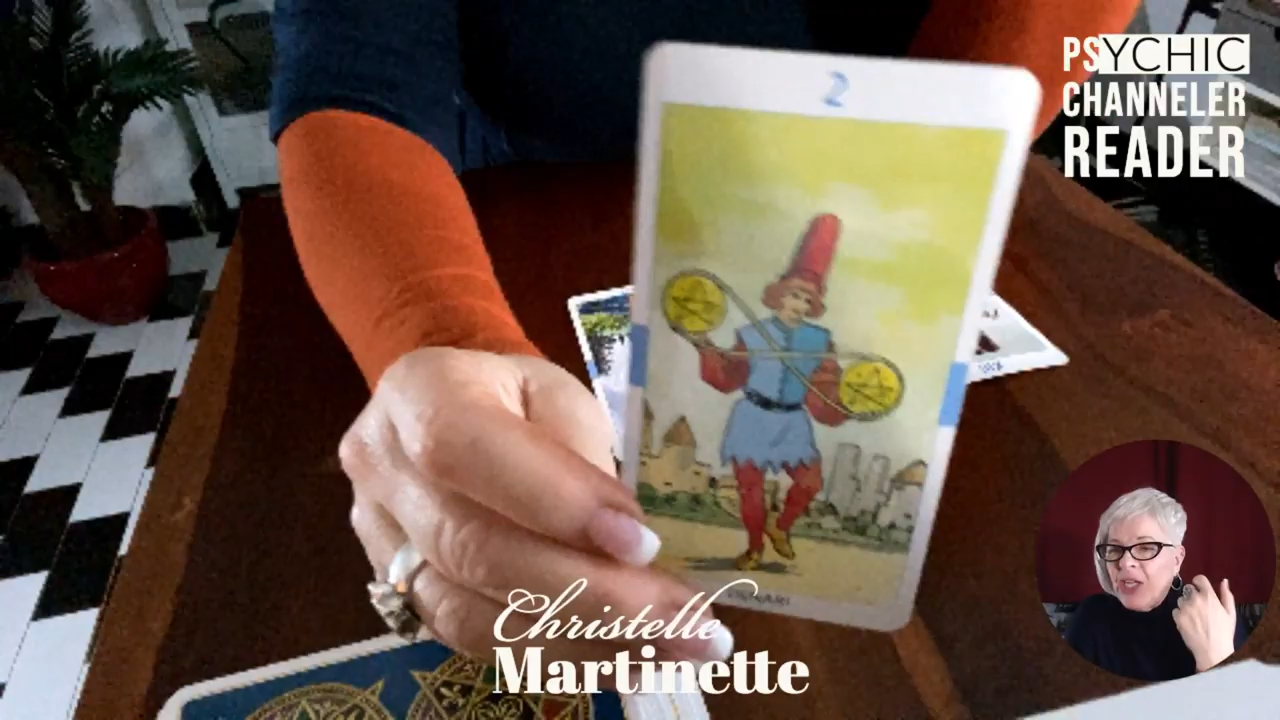 PSYCHIC
CHANNELER
READER
2
Christelle
Martinette